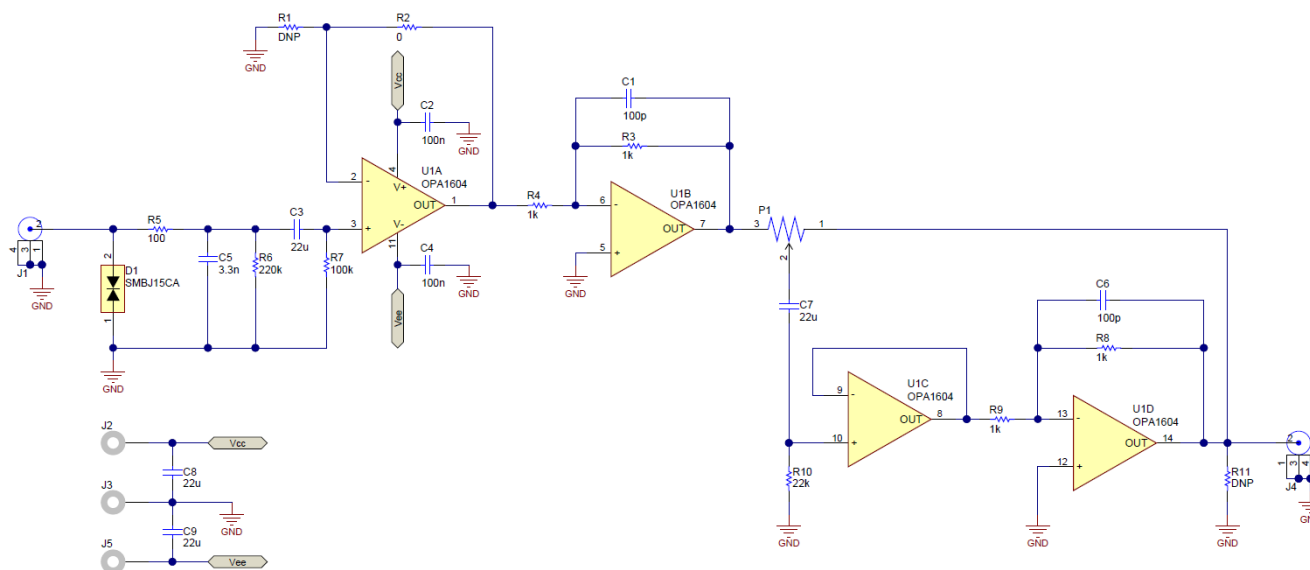 R1
DNP
GND
R2
0
Vcc
C2
100n
GND
4
U1A
OPA1604
2
-
V+
OUT
1
3
+
V-
11
C4
100n
GND
Vee
C1
100p
R3
1k
R4
1k
6
-
U1B
OPA1604
OUT
7
5
+
GND
2
4
3
1
J1
GND
2
D1
SMBJ15CA
1
GND
R5
100
C5
3.3n
R6
220k
C3
22u
R7
100k
P1
3
1
2
C7
22u
9
-
U1C
OPA1604
OUT
8
10
+
R10
22k
GND
R9
1k
C6
100p
R8
1k
13
-
U1D
OPA1604
OUT
14
12
+
GND
R11
DNP
GND
2
1
3
4
J4
GND
J2
Vcc
C8
22u
J3
GND
C9
22u
J5
Vee